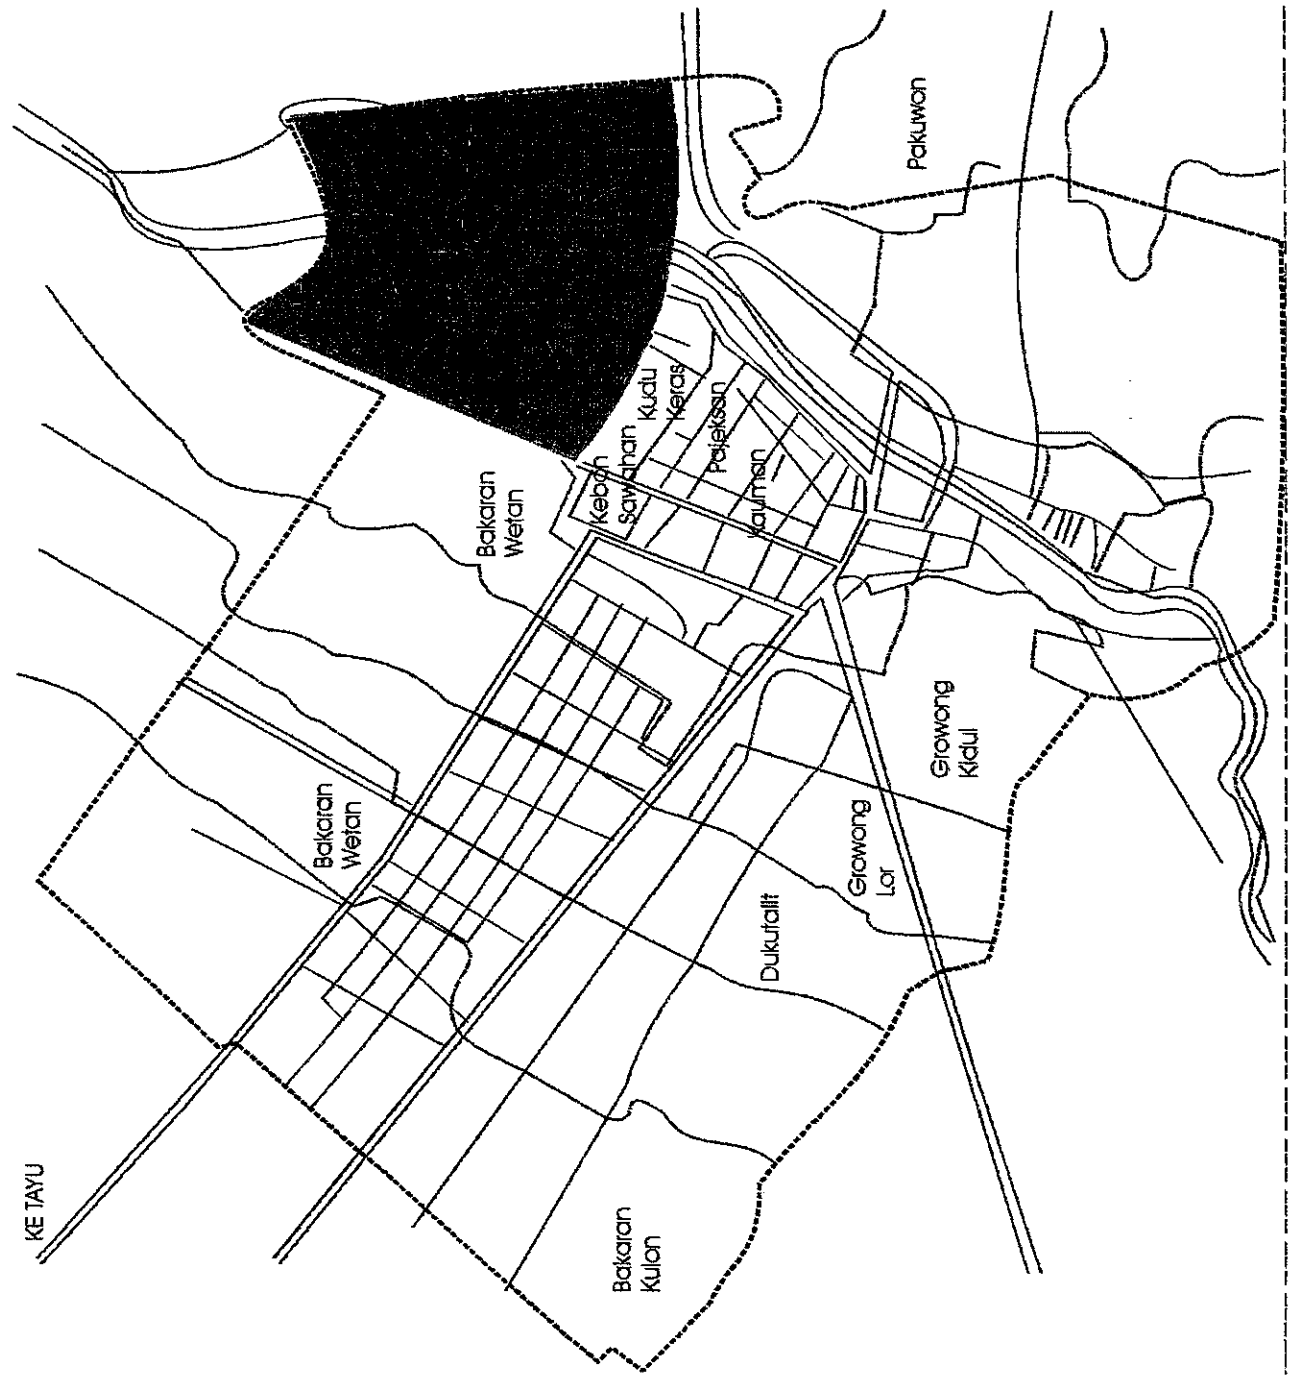 KE TAYU
Bakaran
Wetan
Bakaran
Wetan
Kebon
Sawahan
Kudu
Keras
Pajeksan
Kauman
Pakuwon
Bakaran
Kulon
Dukutalit
Growong
Lor
Growong
Kidul